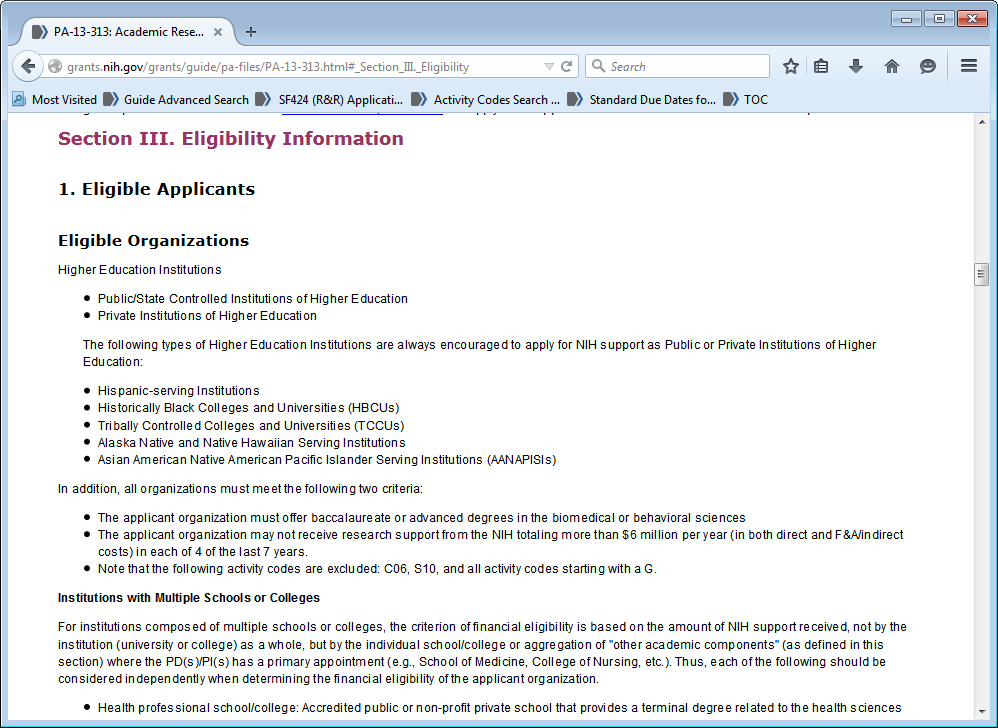 PA-13-313: Academic Rese...
grants.nih.gov/grants/guide/pa-files/PA-13-313.html#_Section_III._Eligibility
Search
Most Visited
Guide Advanced Search
SF424 (R&R) Applicati...
Activity Codes Search ...
Standard Due Dates fo...
TOC
Section III. Eligibility Information
1. Eligible Applicants
Eligible Organizations
Higher Education Institutions
Public/State Controlled Institutions of Higher Education
Private Institutions of Higher Education
The following types of Higher Education Institutions are always encouraged to apply for NIH support as Public or Private Institutions of Higher
Education:
Hispanic-serving Institutions
Historically Black Colleges and Universities (HBCUs)
Tribally Controlled Colleges and Universities (TCCUs)
Alaska Native and Native Hawaiian Serving Institutions
Asian American Native American Pacific Islander Serving Institutions (AANAPISIs)
In addition, all organizations must meet the following two criteria:
The applicant organization must offer baccalaureate or advanced degrees in the biomedical or behavioral sciences
The applicant organization may not receive research support from the NIH totaling more than $6 million per year (in both direct and F&A/indirect
costs) in each of 4 of the last 7 years.
Note that the following activity codes are excluded: C06, S10, and all activity codes starting with a G.
Institutions with Multiple Schools or Colleges
For institutions composed of multiple schools or colleges, the criterion of financial eligibility is based on the amount of NIH support received, not by the
institution (university or college) as a whole, but by the individual school/college or aggregation of "other academic components" (as defined in this
section) where the PD(s)/PI(s) has a primary appointment (e.g., School of Medicine, College of Nursing, etc.). Thus, each of the following should be
considered independently when determining the financial eligibility of the applicant organization.
Health professional school/college: Accredited public or non-profit private school that provides a terminal degree related to the health sciences